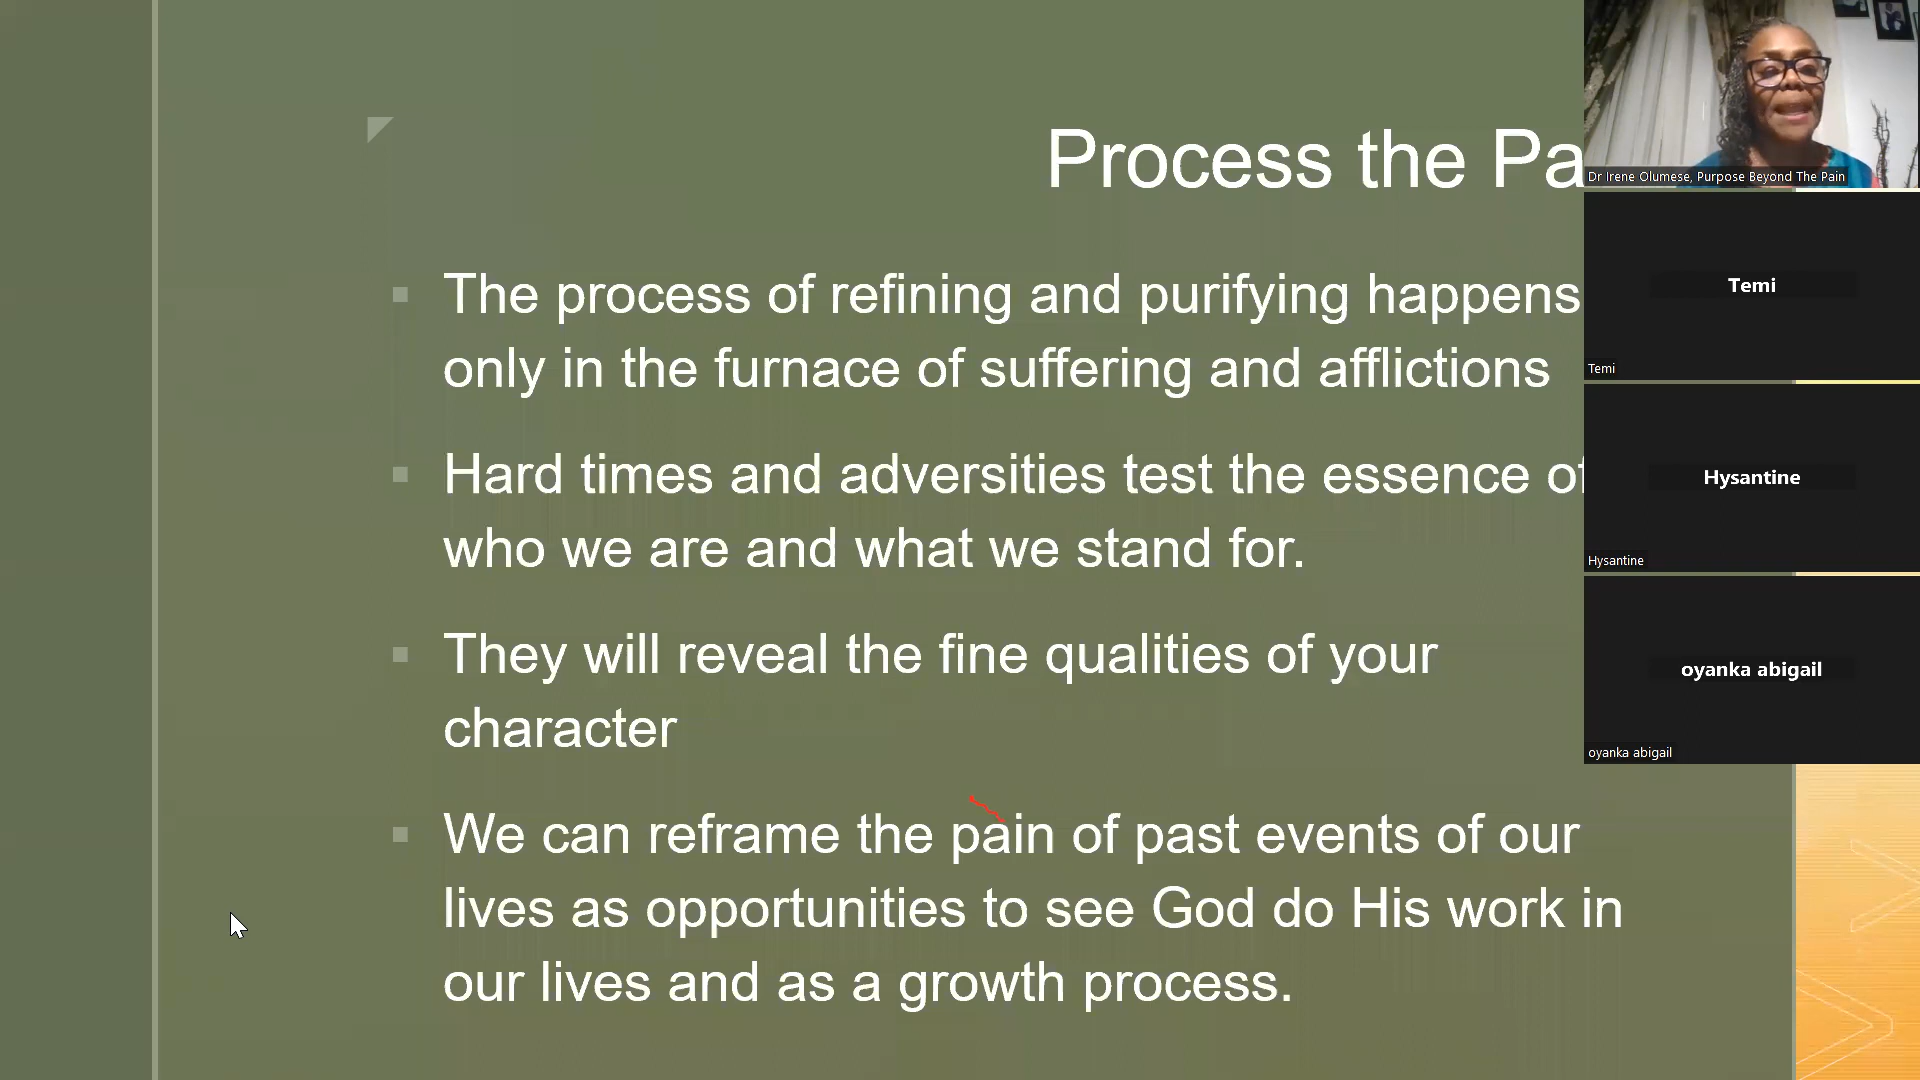 Process the Pa
The process of refining and purifying happens
only in the furnace of suffering and afflictions
Hard times and adversities test the essence of
who we are and what we stand for.
They will reveal the fine qualities of your
character
We can reframe the pain of past events of our
lives as opportunities to see God do His work in
our lives and as a growth process.
Dr Irene Olumese, Purpose Beyond The Pain
Temi
Temi
Hysantine
Hysantine
oyanka abigail
oyanka abigail